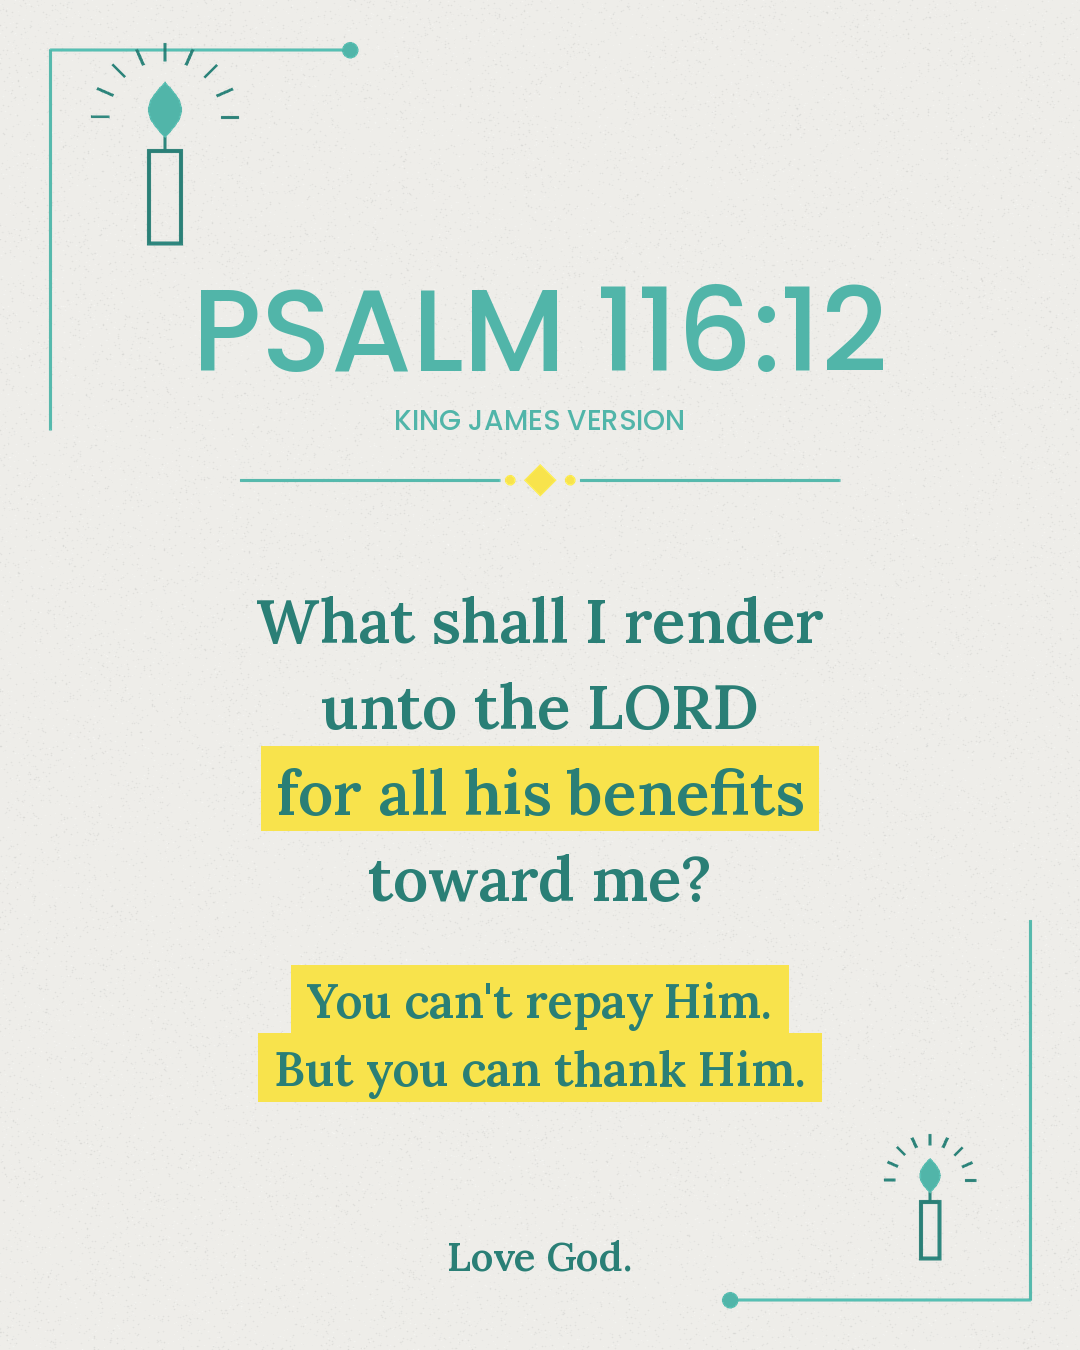 PSALM 116:12
KING JAMES VERSION
What shall I render
unto the LORD
for all his benefits
toward me?
You can't repay Him.
But you can thank Him.
Love God.